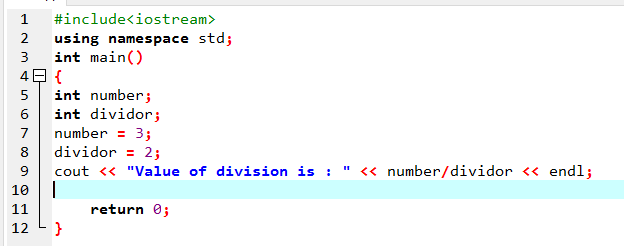 1 #include<iostream>
2 using namespace std;
3 int main()
4 {
5 int number;
6 int dividor;
7 number = 3;
8 dividor = 2;
9 cout << "Value of division is : " << number/dividor << endl;
10
11 return 0;
12 }